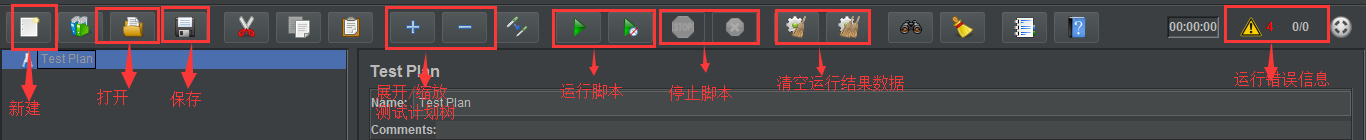 STOP
00:00:00
4
0/0
Test Plan
新建
打开
保存
展开/缩放
测试计划树
运行脚本
停止脚本
清空运行结果数据
运行错误信息
Test Plan
Name: Test Plan
Comments: